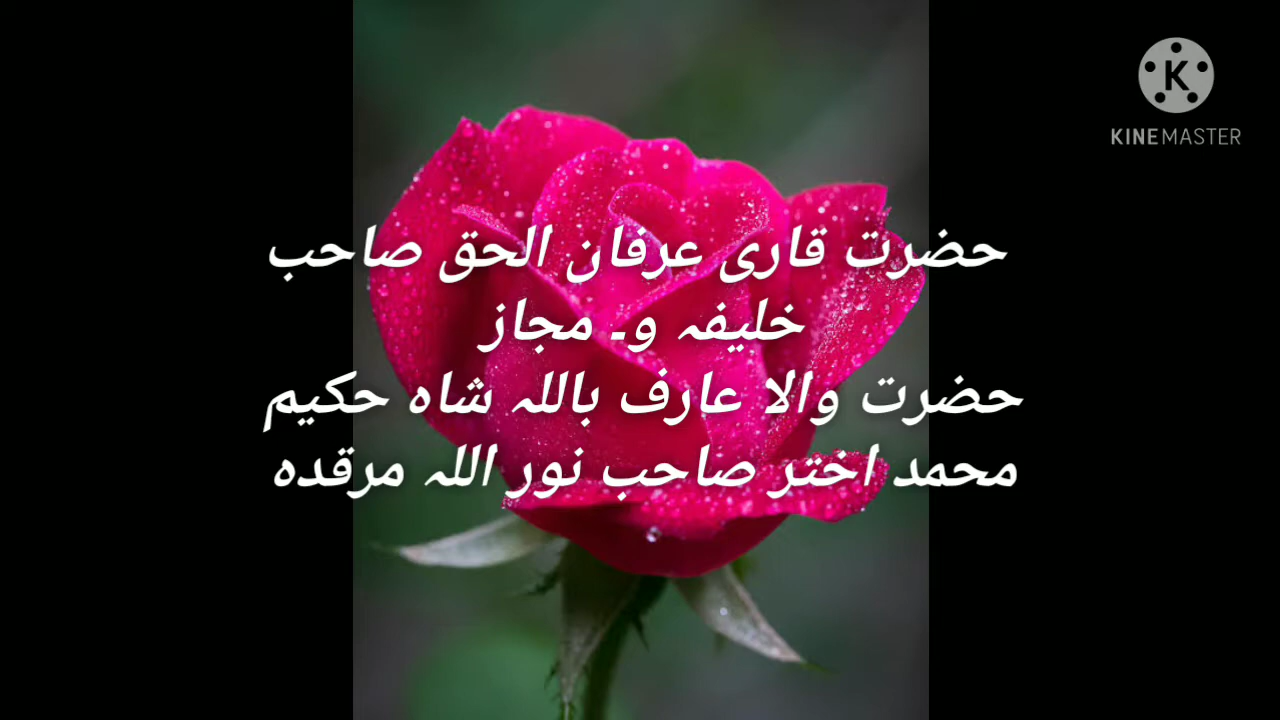 KINEMASTER
حضرت قاری عرفان الحق صاحب
خلیفہ و۔ مجاز
حضرت والا عارف باللہ شاہ حکیم
محمد اختر صاحب نور اللہ مرقدہ